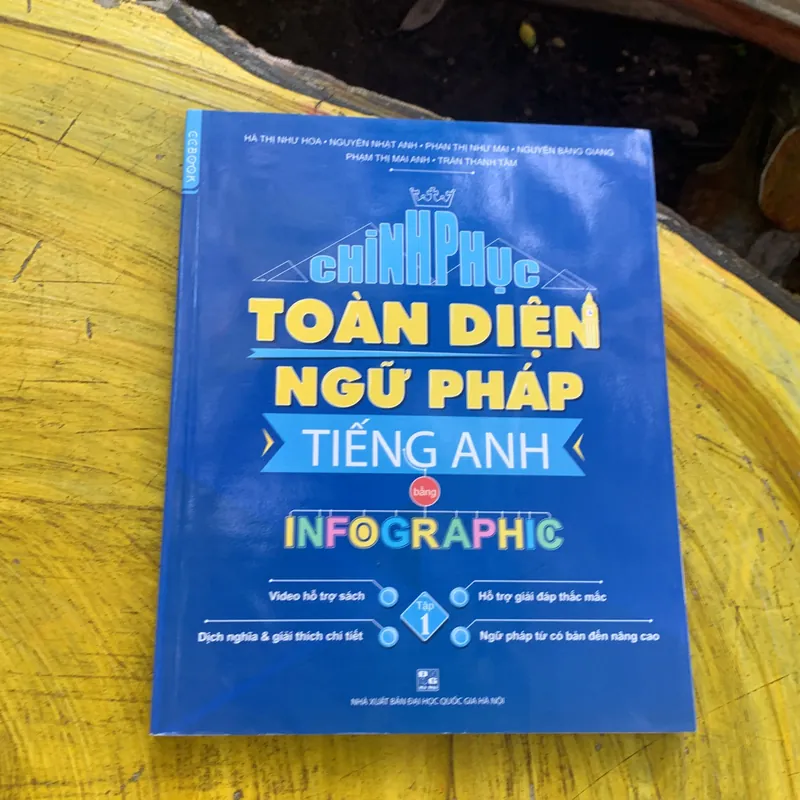 CCBOOK
HÀ THỊ NHƯ HOA • NGUYỄN NHẬT ANH • PHAN THỊ NHƯ MAI • NGUYỄN BẰNG GIANG
PHẠM THỊ MAI ANH • TRẦN THANH TÂM
CHINH PHỤC
TOÀN DIỆN
NGỮ PHÁP
TIẾNG ANH
bằng
INFOGRAPHIC
Video hỗ trợ sách
Hỗ trợ giải đáp thắc mắc
Tập
1
Dịch nghĩa & giải thích chi tiết
Ngữ pháp từ cơ bản đến nâng cao
NHÀ XUẤT BẢN ĐẠI HỌC QUỐC GIA HÀ NỘI